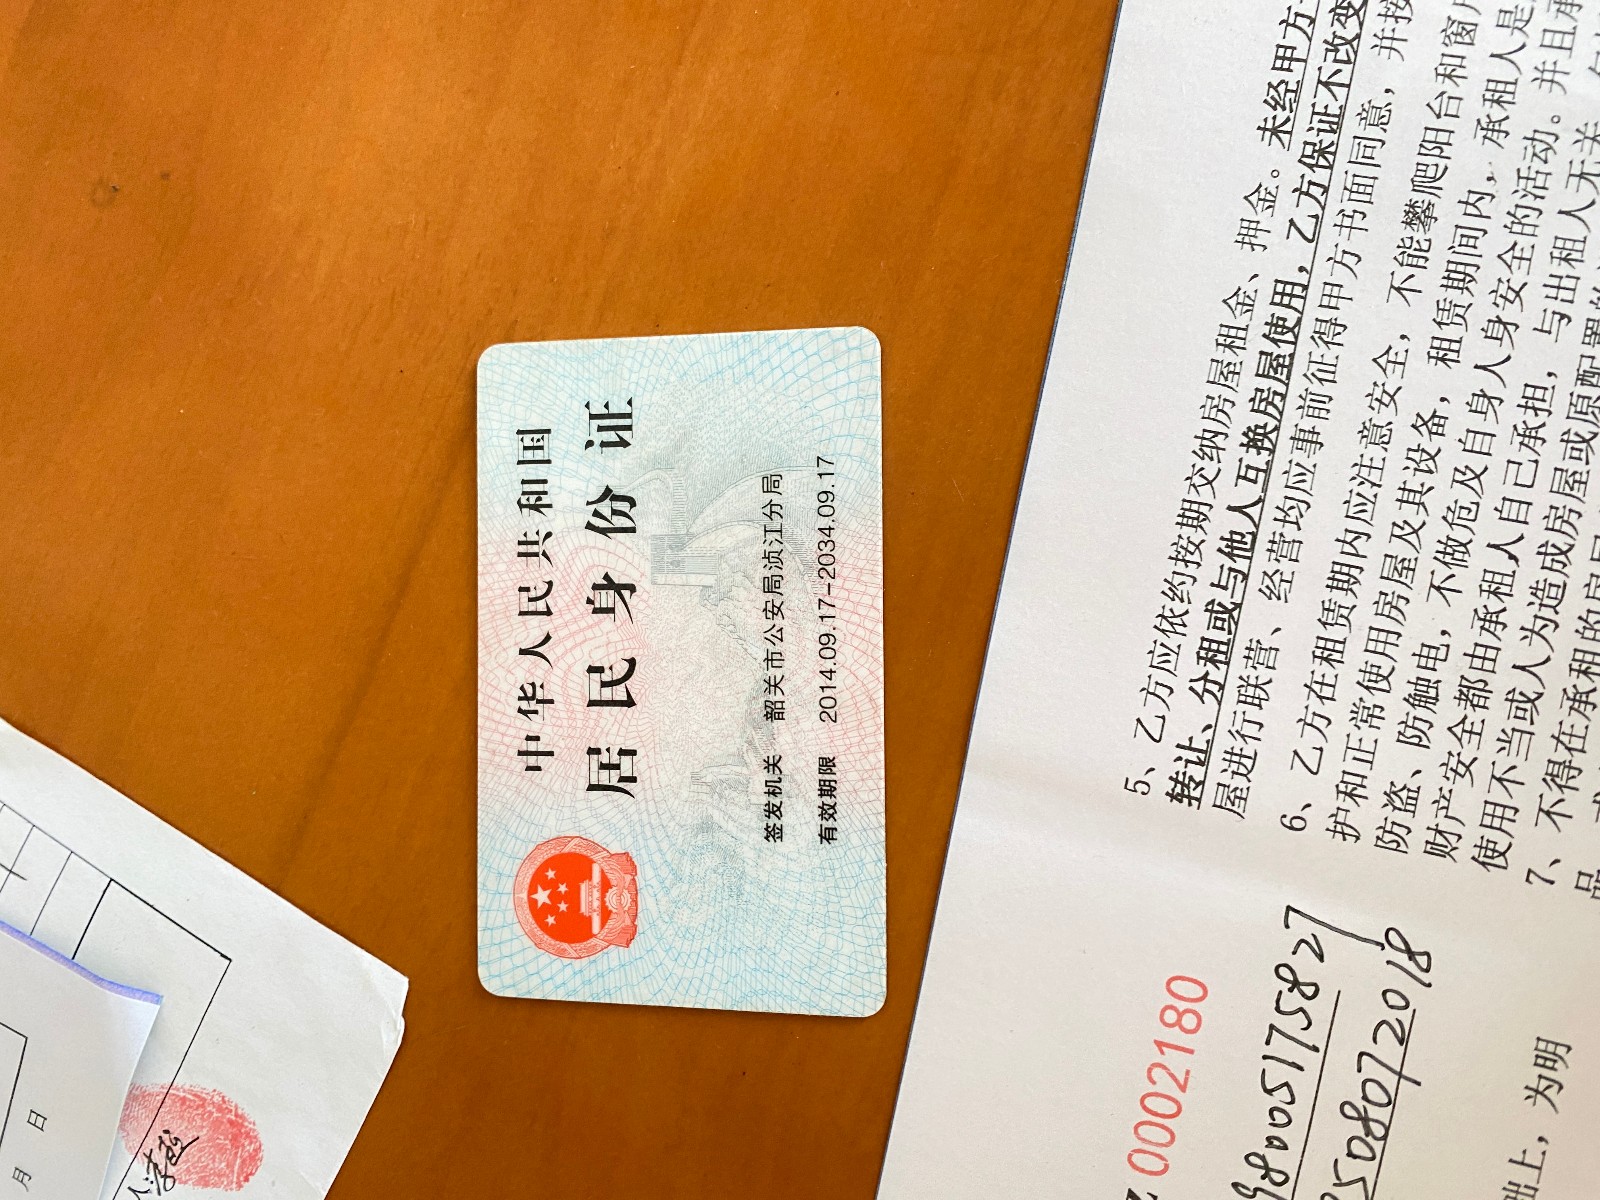 中华人民共和国
居民身份证
签发机关 韶关市公安局浈江分局
有效期限 2014.09.17-2034.09.17
5、乙方应依约按期交纳房屋租金、押金。未经甲方
转让、分租或与他人互换房屋使用，乙方保证不改变
屋进行联营、经营均应事前征得甲方书面同意，并按
6、乙方在租赁期内应注意安全，不能攀爬阳台和窗户
护和正常使用房屋及其设备，租赁期间内，承租人是
防盗、防触电，不做危及自身人身安全的活动。并且承
财产安全都由承租人自己承担，与出租人无关
使用不当或人为造成房屋或原配置
7、不得在承租的房屋
0002180
98005175827
3508072018
础上，为明
月 日